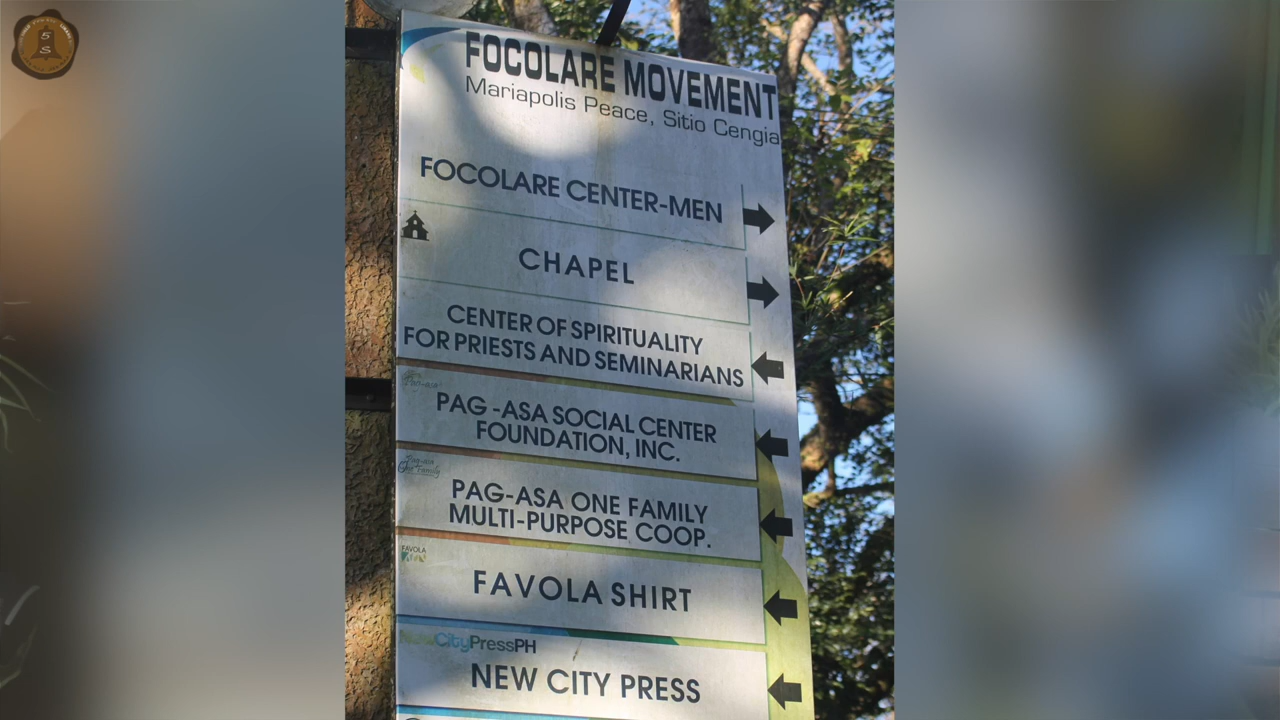 FOCOLARE MOVEMENT
Mariapolis Peace, Sitio Cengia
FOCOLARE CENTER-MEN
CHAPEL
CENTER OF SPIRITUALITY
FOR PRIESTS AND SEMINARIANS
PAG -ASA SOCIAL CENTER
FOUNDATION, INC.
PAG-ASA ONE FAMILY
MULTI-PURPOSE COOP.
FAVOLA
FAVOLA SHIRT
CityPressPH
NEW CITY PRESS